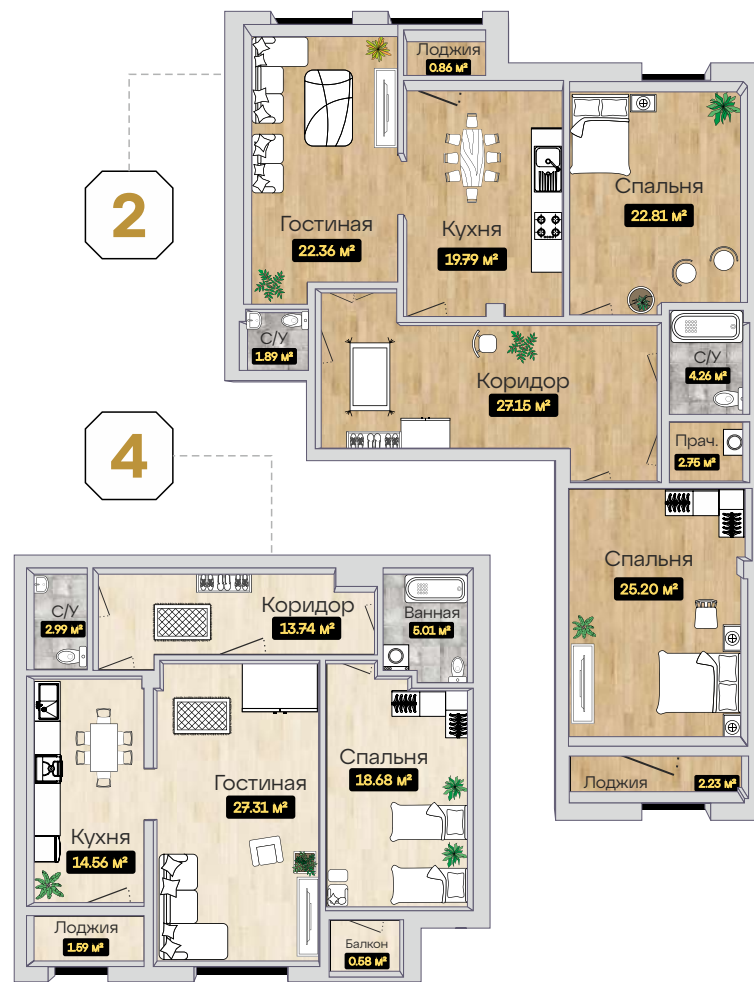 Лоджия
0.86 м²
2
Спальня
22.81 м²
Гостиная
22.36 м²
Кухня
19.79 м²
С/У
1.89 м²
С/У
4.26 м²
Коридор
27.15 м²
4
Прач.
2.75 м²
Спальня
25.20 м²
Лоджия
2.23 м²
С/У
2.99 м²
Коридор
13.74 м²
Ванная
5.01 м²
Спальня
18.68 м²
Гостиная
27.31 м²
Кухня
14.56 м²
Лоджия
1.59 м²
Балкон
0.58 м²